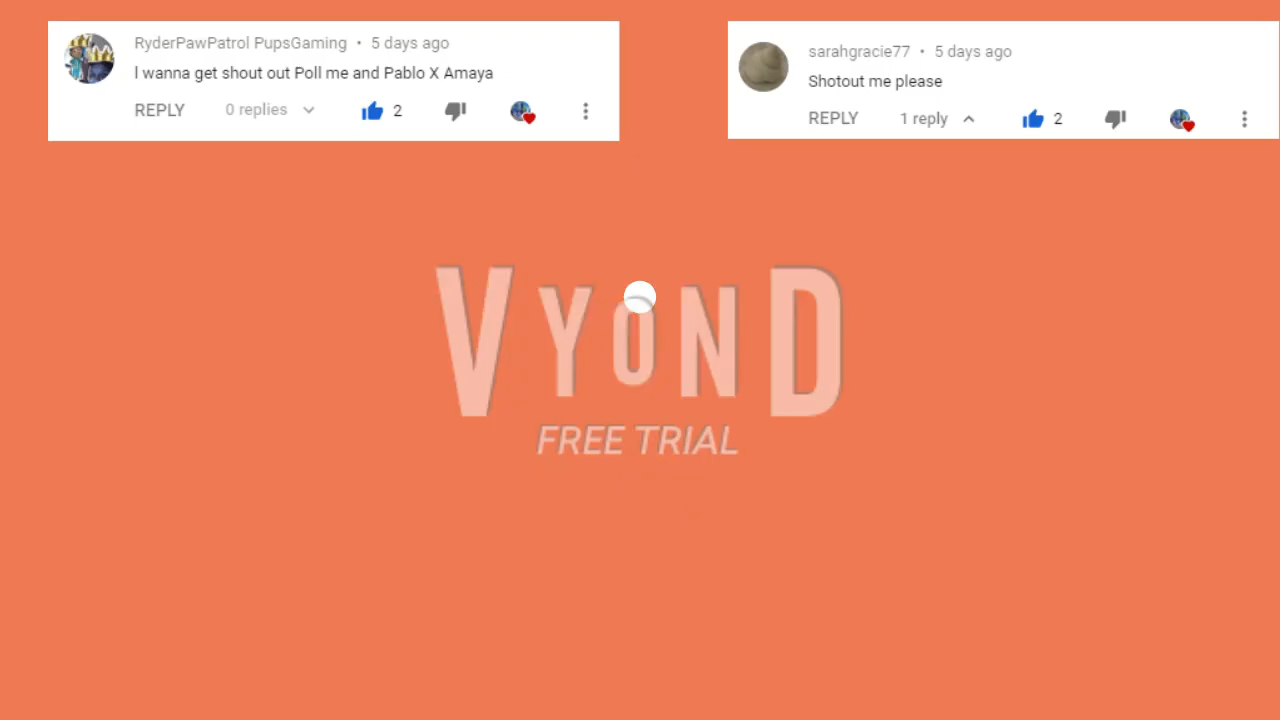 RyderPawPatrol PupsGaming • 5 days ago
I wanna get shout out Poll me and Pablo X Amaya
REPLY 0 replies 2
sarahgracie77 • 5 days ago
Shotout me please
REPLY 1 reply 2
VYOND
FREE TRIAL